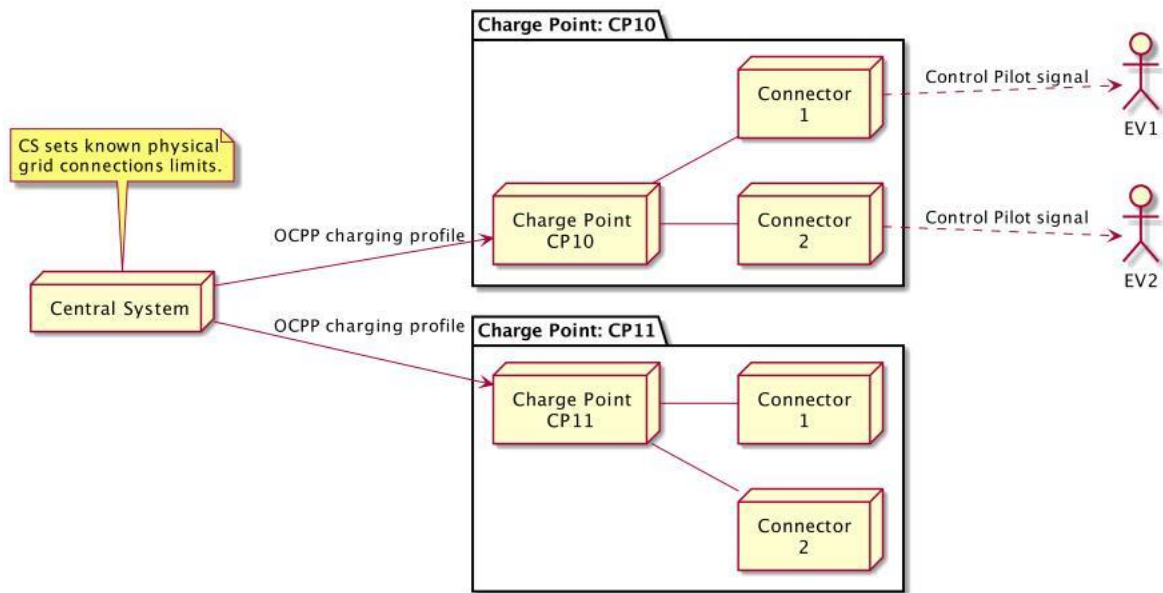 Charge Point: CP10
Connector
1
Control Pilot signal
EV1
CS sets known physical
grid connections limits.
Charge Point
CP10
Connector
2
Control Pilot signal
EV2
OCPP charging profile
Central System
OCPP charging profile
Charge Point: CP11
Charge Point
CP11
Connector
1
Connector
2